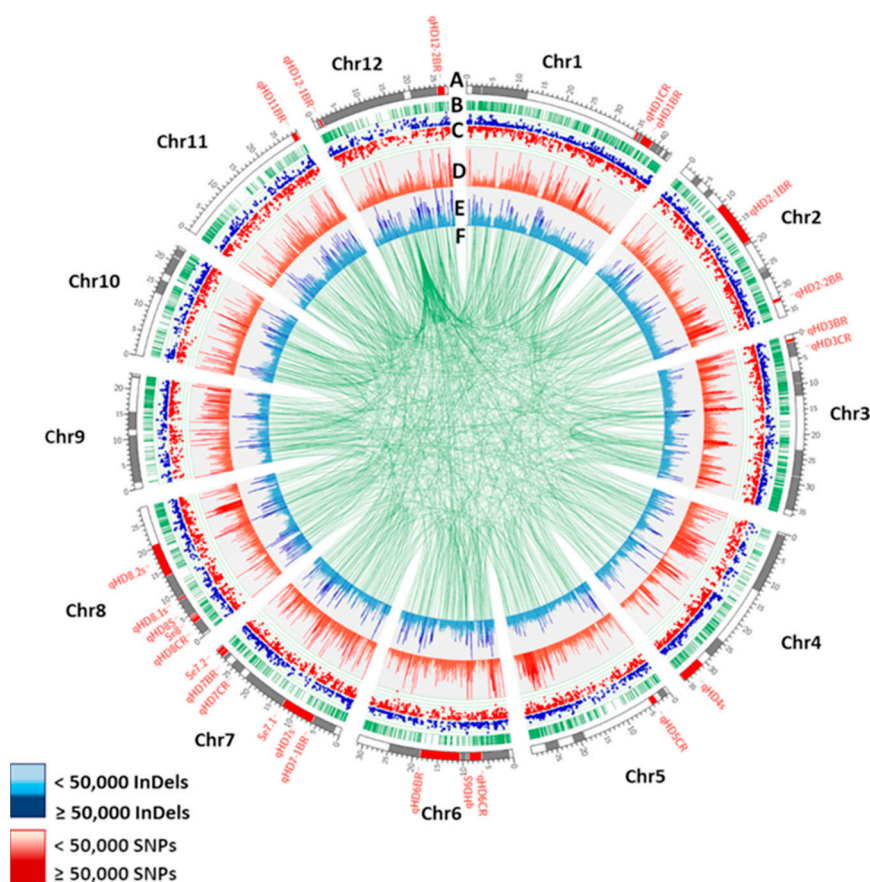 Chr1
Chr2
Chr3
Chr4
Chr5
Chr6
Chr7
Chr8
Chr9
Chr10
Chr11
Chr12
A
B
C
D
E
F
qHD1CR
qHD1BR
qHD2-1BR
qHD2-2BR
qHD3BR
qHD3CR
qHD4s
qHD5CR
qHD6CR
qHD6S
qHD6BR
qHD7-1BR
qHD7s
Se7.1
qHD7CR
qHD7BR
Se7.2
qHD8CR
Se8
qHD8S
qHD8.1s
qHD8.2s
qHD11BR
qHD12-1BR
qHD12-2BR
< 50,000 InDels
≥ 50,000 InDels
< 50,000 SNPs
≥ 50,000 SNPs